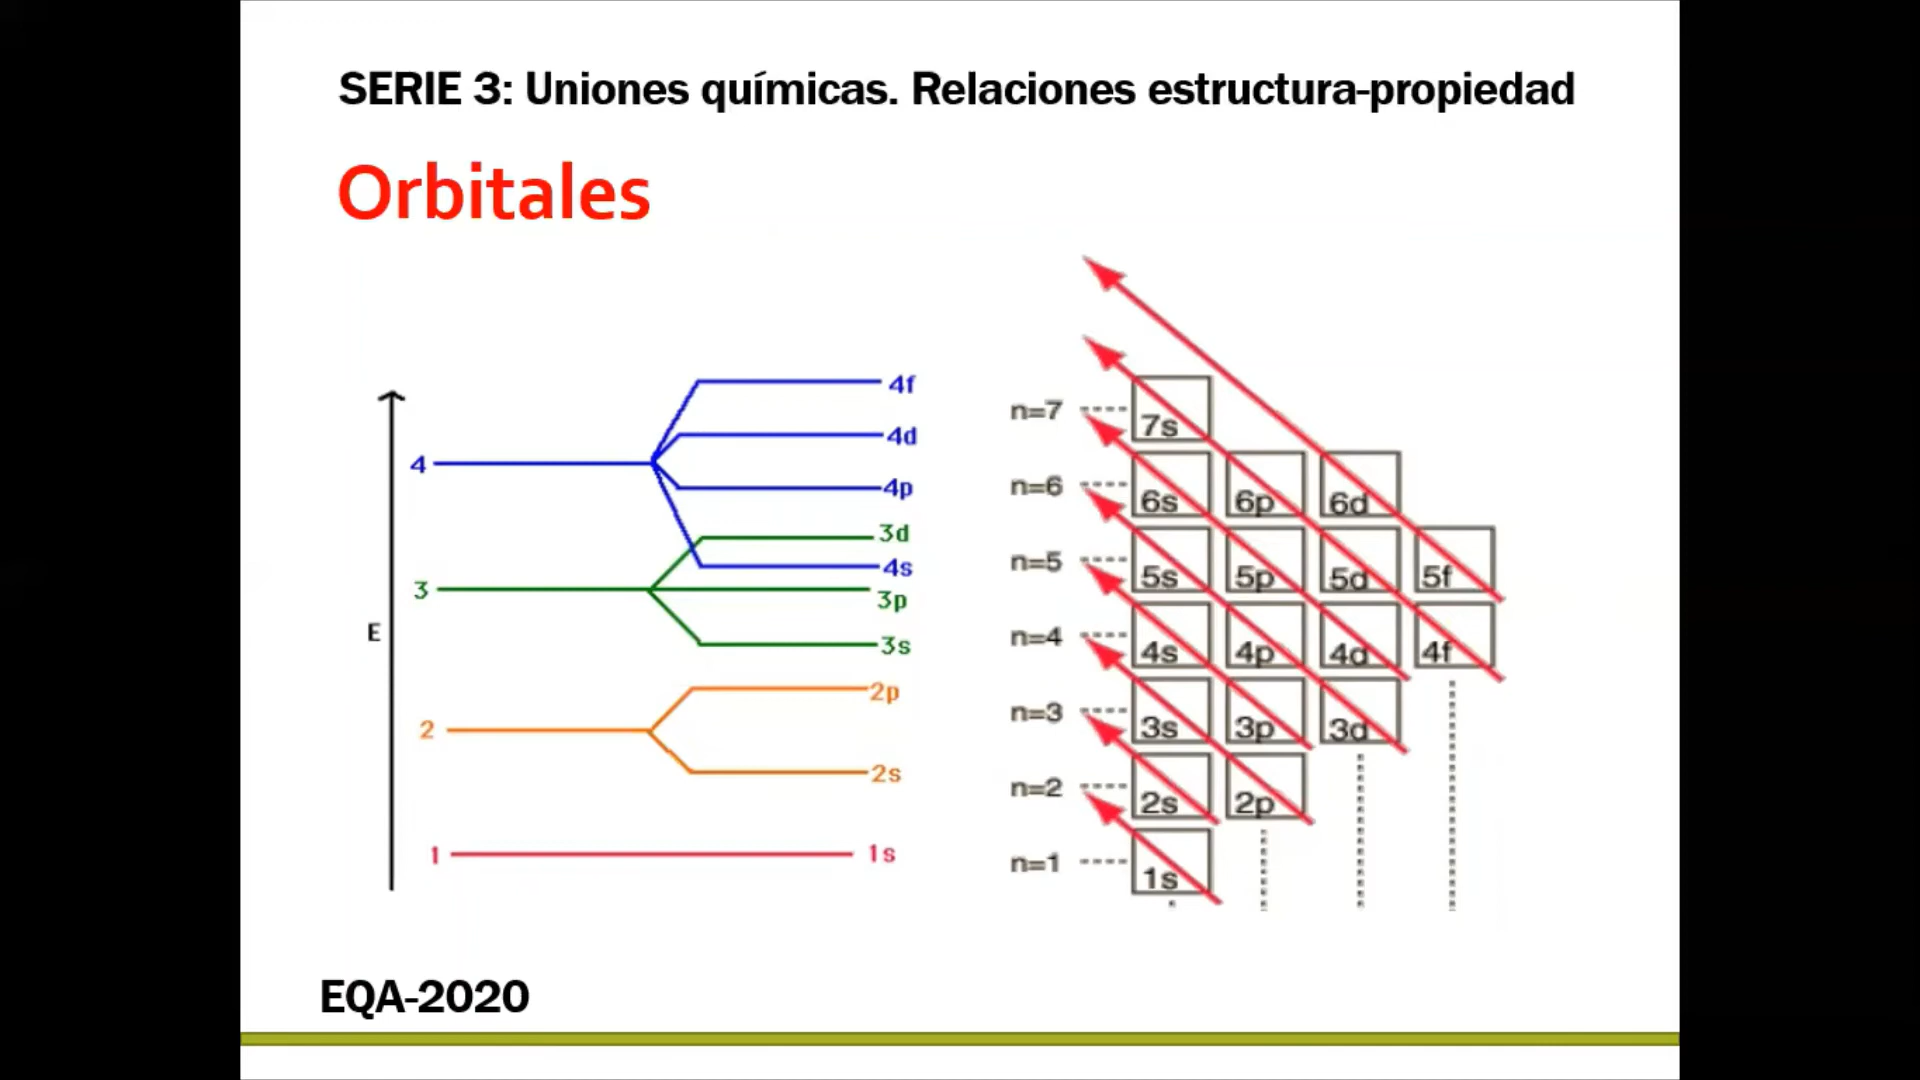 SERIE 3: Uniones químicas. Relaciones estructura-propiedad
Orbitales
4f
4d
4
4p
3d
4s
3
3p
E
3s
2p
2
2s
1
1s
n=7
7s
n=6
6s 6p 6d
n=5
5s 5p 5d 5f
n=4
4s 4p 4d 4f
n=3
3s 3p 3d
n=2
2s 2p
n=1
1s
EQA-2020